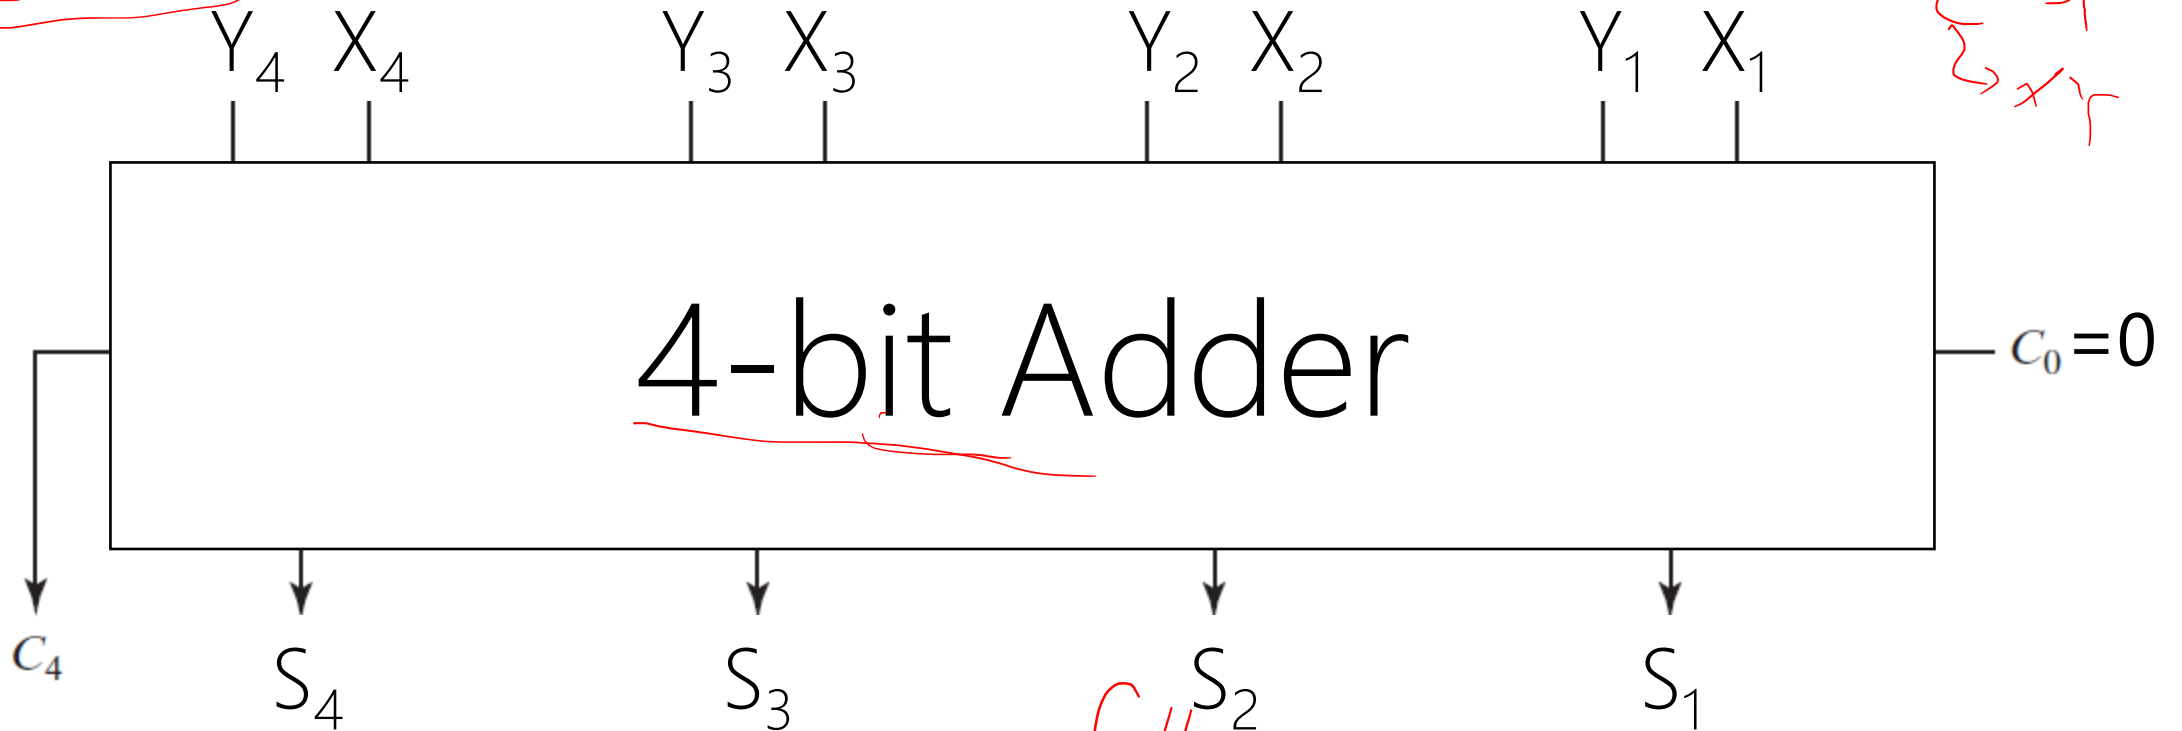 Y4 X4 Y3 X3 Y2 X2 Y1 X1
4-bit Adder
C0 =0
C4
S4 S3 S2 S1